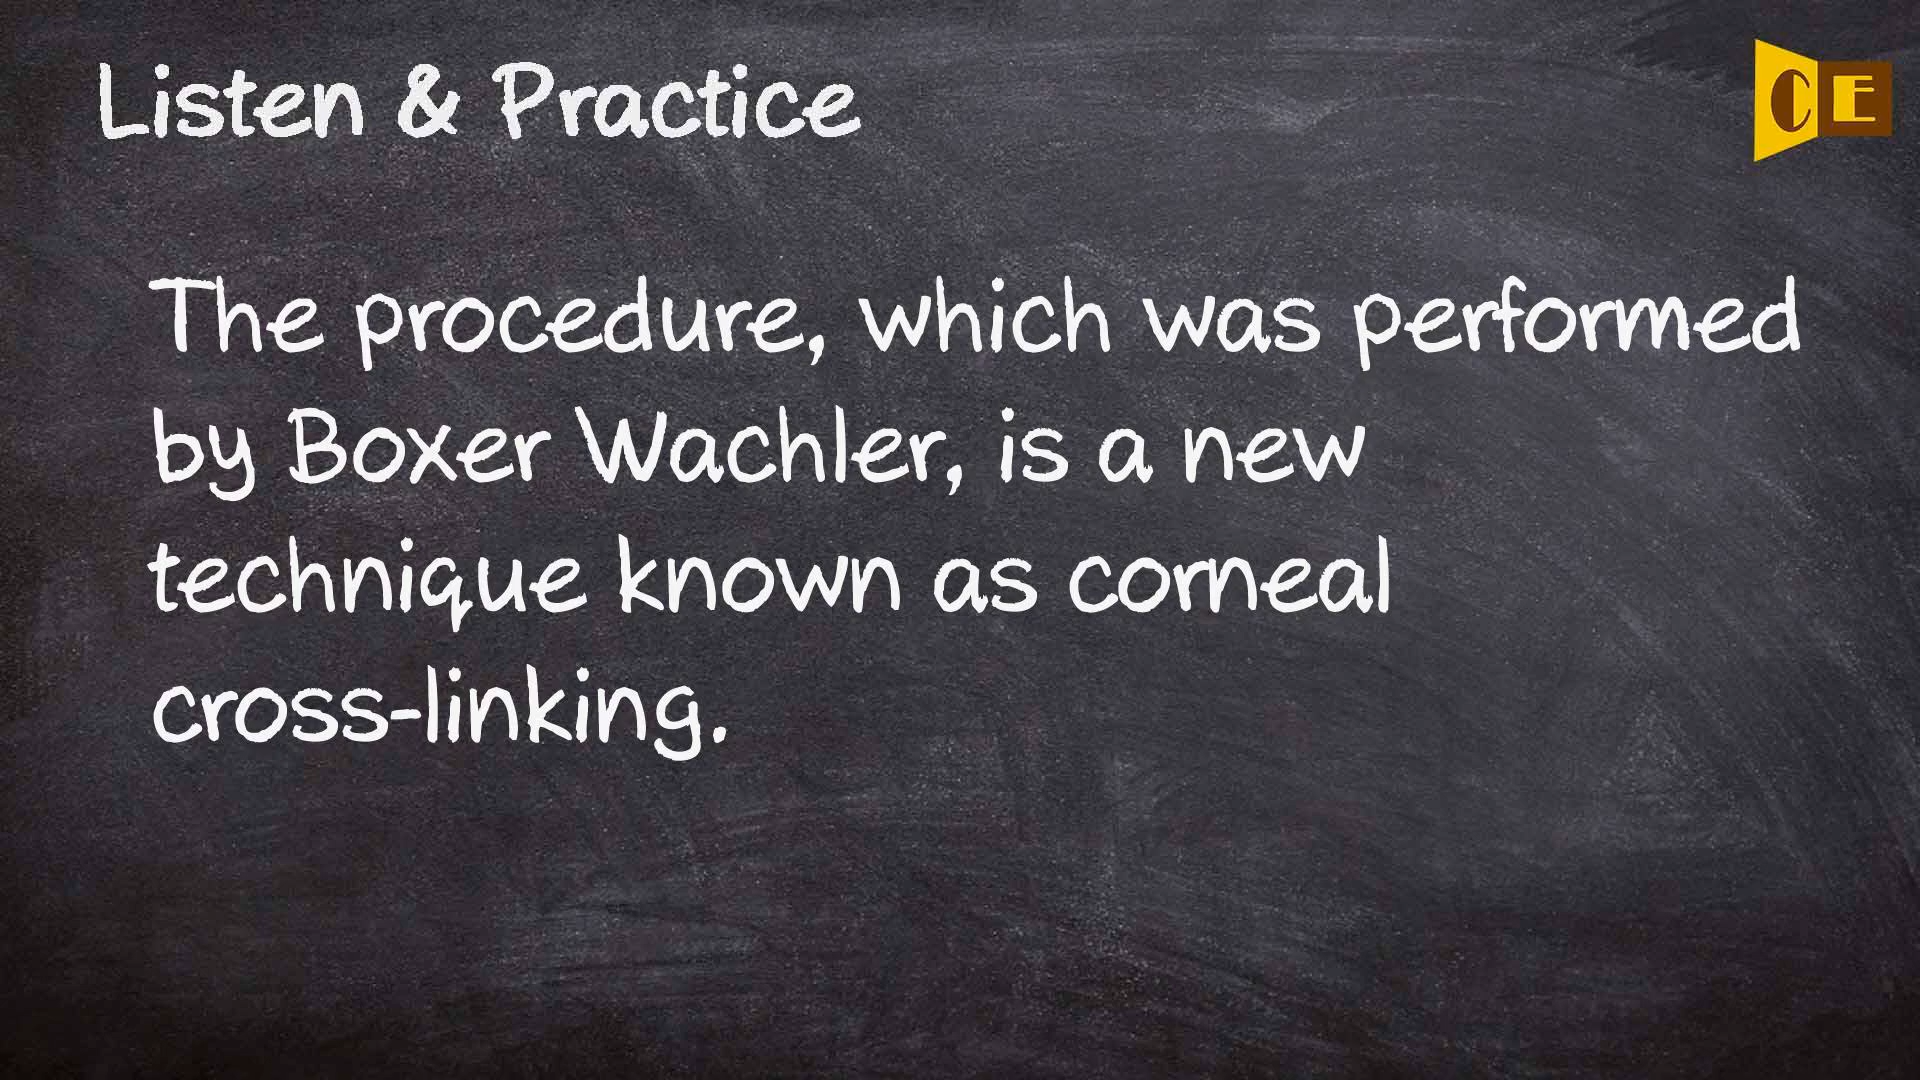 Listen & Practice
CE
The procedure, which was performed
by Boxer Wachler, is a new
technique known as corneal
cross-linking.